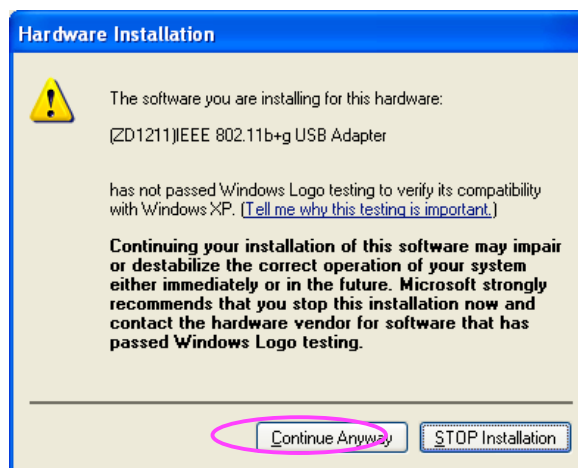 Hardware Installation
The software you are installing for this hardware:
(ZD1211)IEEE 802.11b+g USB Adapter
has not passed Windows Logo testing to verify its compatibility
with Windows XP. (Tell me why this testing is important.)
Continuing your installation of this software may impair
or destabilize the correct operation of your system
either immediately or in the future. Microsoft strongly
recommends that you stop this installation now and
contact the hardware vendor for software that has
passed Windows Logo testing.
Continue Anyway
STOP Installation